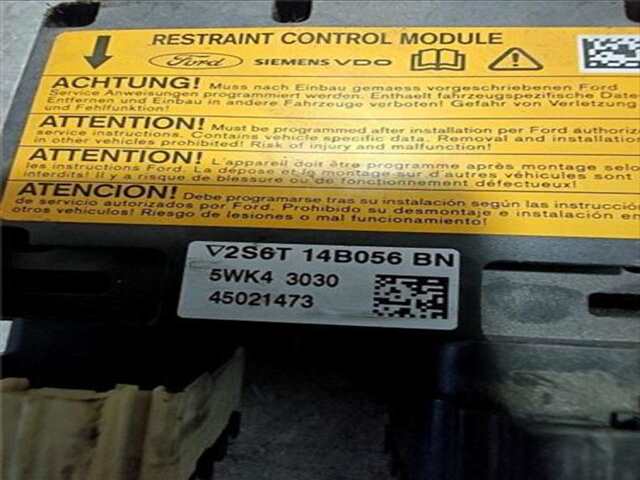 RESTRAINT CONTROL MODULE
Ford SIEMENS VDO
ACHTUNG! Muss nach Einbau gemaess vorgeschriebenen Ford
Service Anweisungen programmiert werden. Enthaelt fahrzeugspezifische Daten
Entfernen und Einbau in andere Fahrzeuge verboten! Gefahr von Verletzung
und Fehlfunktion!
ATTENTION! Must be programmed after installation per Ford authoriz
service instructions. Contains vehicle specific data. Removal and installation
in other vehicles prohibited! Risk of injury and malfunction!
ATTENTION! L'appareil doit être programme après montage selo
les instructions Ford. La dépose et le montage sur d'autres véhicules sont
interdits! Il y a risque de blessure ou de fonctionnement défectueux!
ATENCION! Debe programarse tras su instalación según las instruccio
de servicio autorizados por Ford. Prohibido su desmontaje e instalación en
otros vehículos! Riesgo de lesiones o mal funcionamiento!
2S6T 14B056 BN
5WK4 3030
45021473